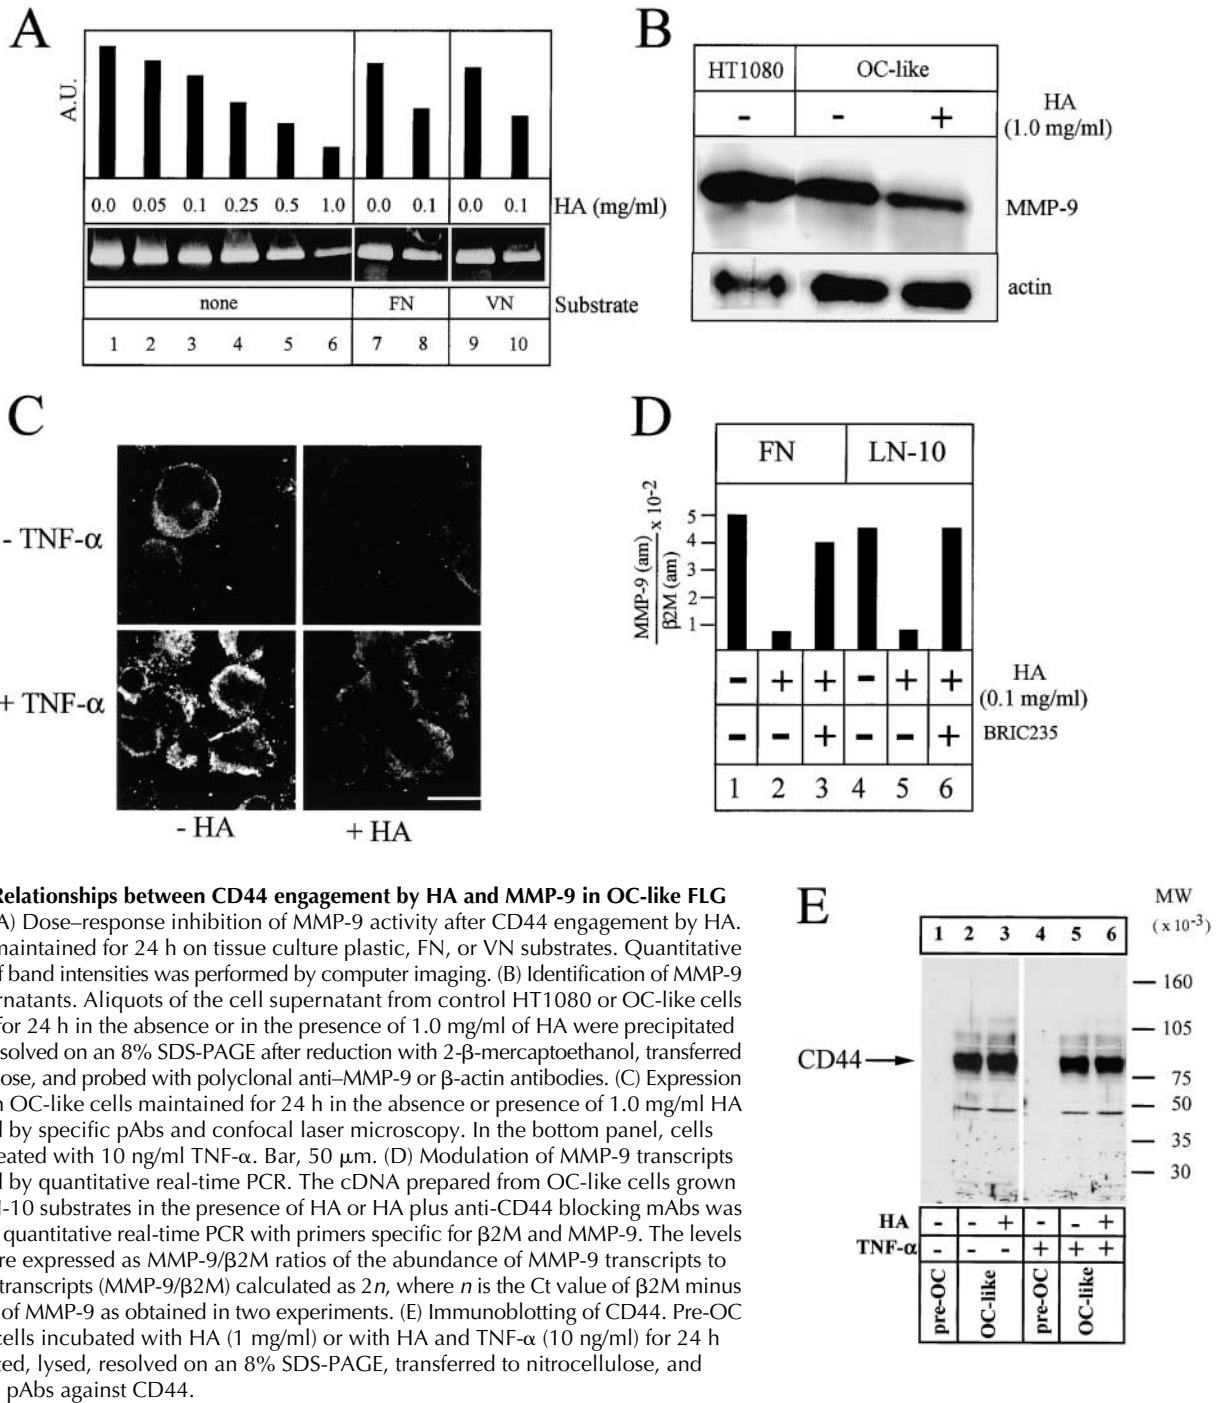 A
A.U.
0.0 0.05 0.1 0.25 0.5 1.0 0.0 0.1 0.0 0.1 HA (mg/ml)
none FN VN Substrate
1 2 3 4 5 6 7 8 9 10
B
HT1080 OC-like
- - + HA
(1.0 mg/ml)
MMP-9
actin
C
- TNF-α
+ TNF-α
- HA + HA
D
FN LN-10
MMP-9 (am)
β2M (am)
x 10-2
5
4
3
2
1
- + + - + + HA
(0.1 mg/ml)
- - + - - + BRIC235
1 2 3 4 5 6
Relationships between CD44 engagement by HA and MMP-9 in OC-like FLG
A) Dose–response inhibition of MMP-9 activity after CD44 engagement by HA.
maintained for 24 h on tissue culture plastic, FN, or VN substrates. Quantitative
f band intensities was performed by computer imaging. (B) Identification of MMP-9
rnatants. Aliquots of the cell supernatant from control HT1080 or OC-like cells
for 24 h in the absence or in the presence of 1.0 mg/ml of HA were precipitated
solved on an 8% SDS-PAGE after reduction with 2-β-mercaptoethanol, transferred
ose, and probed with polyclonal anti–MMP-9 or β-actin antibodies. (C) Expression
n OC-like cells maintained for 24 h in the absence or presence of 1.0 mg/ml HA
d by specific pAbs and confocal laser microscopy. In the bottom panel, cells
eated with 10 ng/ml TNF-α. Bar, 50 μm. (D) Modulation of MMP-9 transcripts
d by quantitative real-time PCR. The cDNA prepared from OC-like cells grown
N-10 substrates in the presence of HA or HA plus anti-CD44 blocking mAbs was
quantitative real-time PCR with primers specific for β2M and MMP-9. The levels
re expressed as MMP-9/β2M ratios of the abundance of MMP-9 transcripts to
transcripts (MMP-9/β2M) calculated as 2n, where n is the Ct value of β2M minus
of MMP-9 as obtained in two experiments. (E) Immunoblotting of CD44. Pre-OC
cells incubated with HA (1 mg/ml) or with HA and TNF-α (10 ng/ml) for 24 h
ted, lysed, resolved on an 8% SDS-PAGE, transferred to nitrocellulose, and
pAbs against CD44.
E
MW
(x 10-3)
1 2 3 4 5 6
160
105
CD44
75
50
35
30
HA - - + - - +
TNF-α - - - + + +
pre-OC OC-like pre-OC OC-like